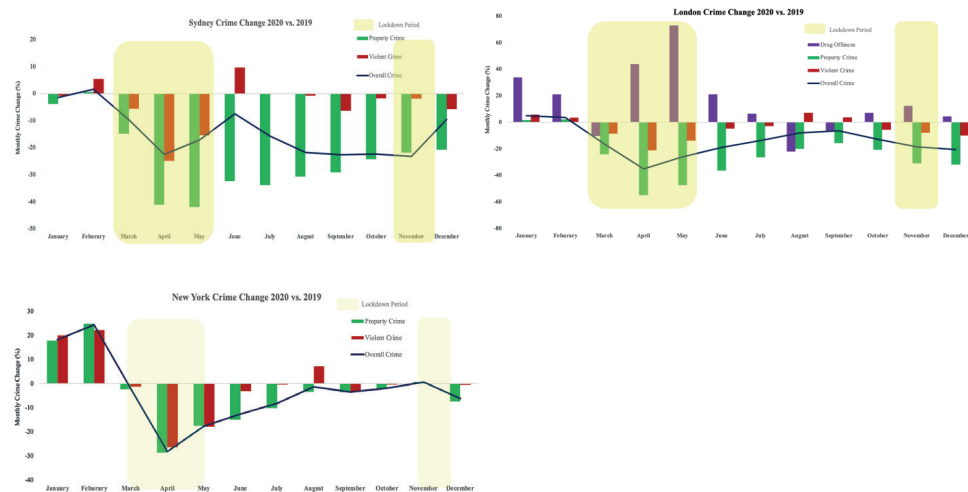 Sydney Crime Change 2020 vs. 2019
Lockdown Period
Property Crime
Violent Crime
Overall Crime
Monthly Crime Change (%)
20
10
0
-10
-20
-30
-40
-50
January
Feburary
March
April
May
June
July
August
September
October
November
December
London Crime Change 2020 vs. 2019
Lockdown Period
Drug Offences
Property Crime
Violent Crime
Overall Crime
Monthly Crime Change (%)
80
60
40
20
0
-20
-40
-60
-80
January
Feburary
March
April
May
June
July
August
September
October
November
December
New York Crime Change 2020 vs. 2019
Lockdown Period
Property Crime
Violent Crime
Overall Crime
Monthly Crime Change (%)
30
20
10
0
-10
-20
-30
-40
January
Feburary
March
April
May
June
July
August
September
October
November
December